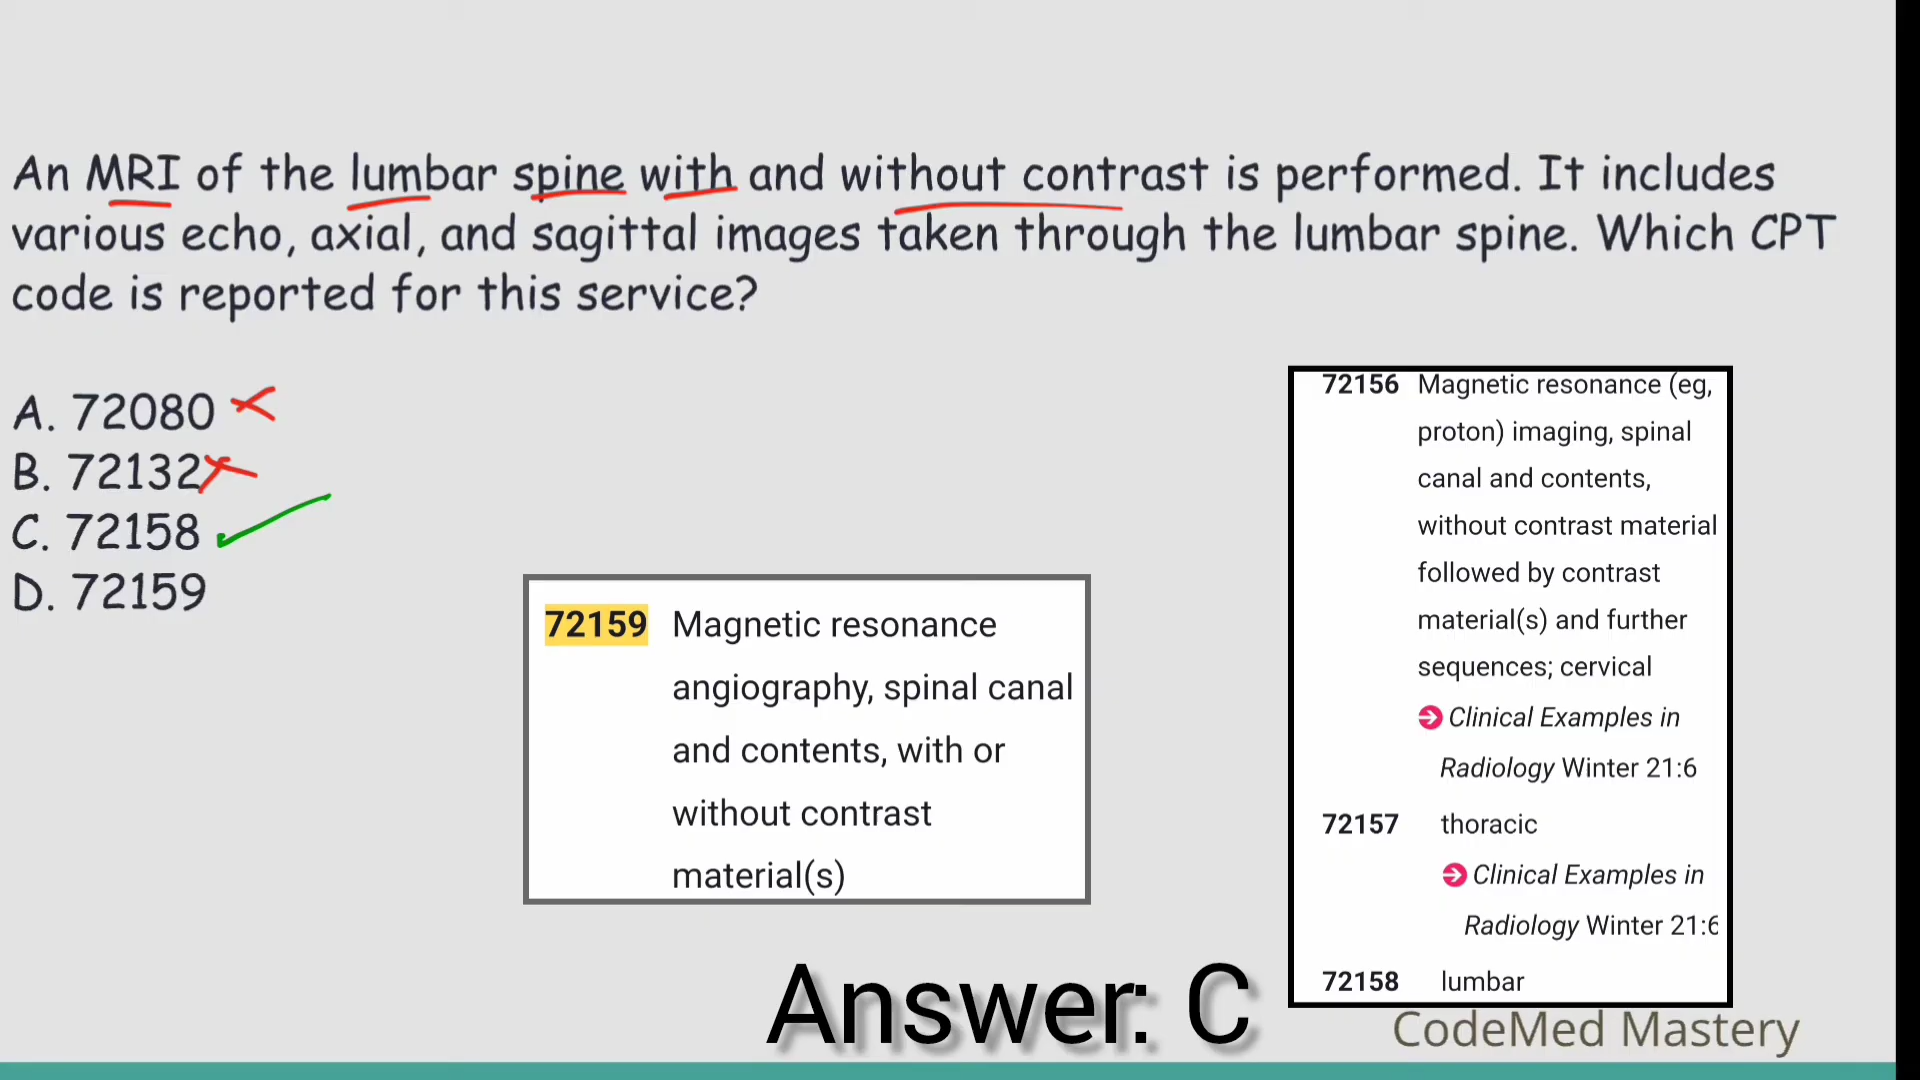 An MRI of the lumbar spine with and without contrast is performed. It includes
various echo, axial, and sagittal images taken through the lumbar spine. Which CPT
code is reported for this service?
A. 72080
B. 72132
C. 72158
D. 72159
72159 Magnetic resonance
angiography, spinal canal
and contents, with or
without contrast
material(s)
72156 Magnetic resonance (eg,
proton) imaging, spinal
canal and contents,
without contrast material
followed by contrast
material(s) and further
sequences; cervical
Clinical Examples in
Radiology Winter 21:6
72157 thoracic
Clinical Examples in
Radiology Winter 21:6
72158 lumbar
Answer: C
CodeMed Mastery